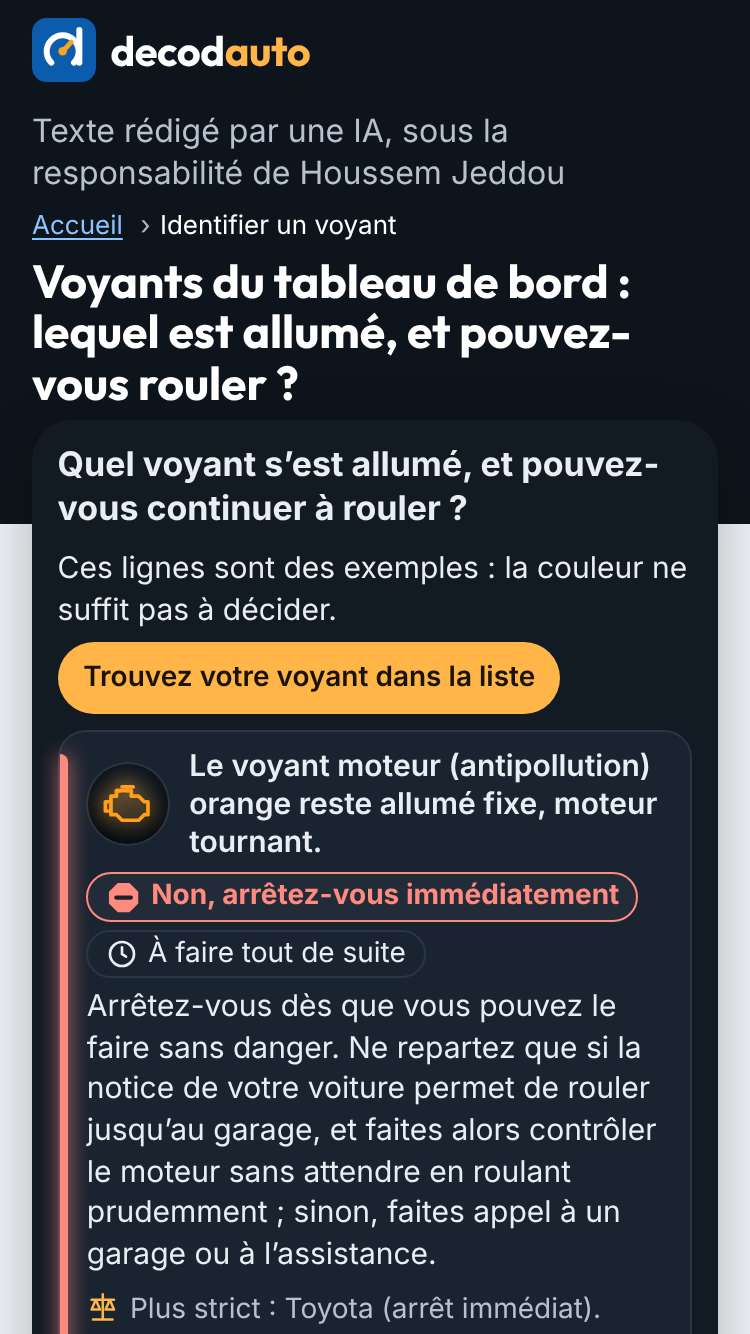 decodauto
Texte rédigé par une IA, sous la
responsabilité de Houssem Jeddou
Accueil › Identifier un voyant
Voyants du tableau de bord :
lequel est allumé, et pouvez-
vous rouler ?
Quel voyant s’est allumé, et pouvez-
vous continuer à rouler ?
Ces lignes sont des exemples : la couleur ne
suffit pas à décider.
Trouvez votre voyant dans la liste
Le voyant moteur (antipollution)
orange reste allumé fixe, moteur
tournant.
Non, arrêtez-vous immédiatement
À faire tout de suite
Arrêtez-vous dès que vous pouvez le
faire sans danger. Ne repartez que si la
notice de votre voiture permet de rouler
jusqu’au garage, et faites alors contrôler
le moteur sans attendre en roulant
prudemment ; sinon, faites appel à un
garage ou à l’assistance.
Plus strict : Toyota (arrêt immédiat).